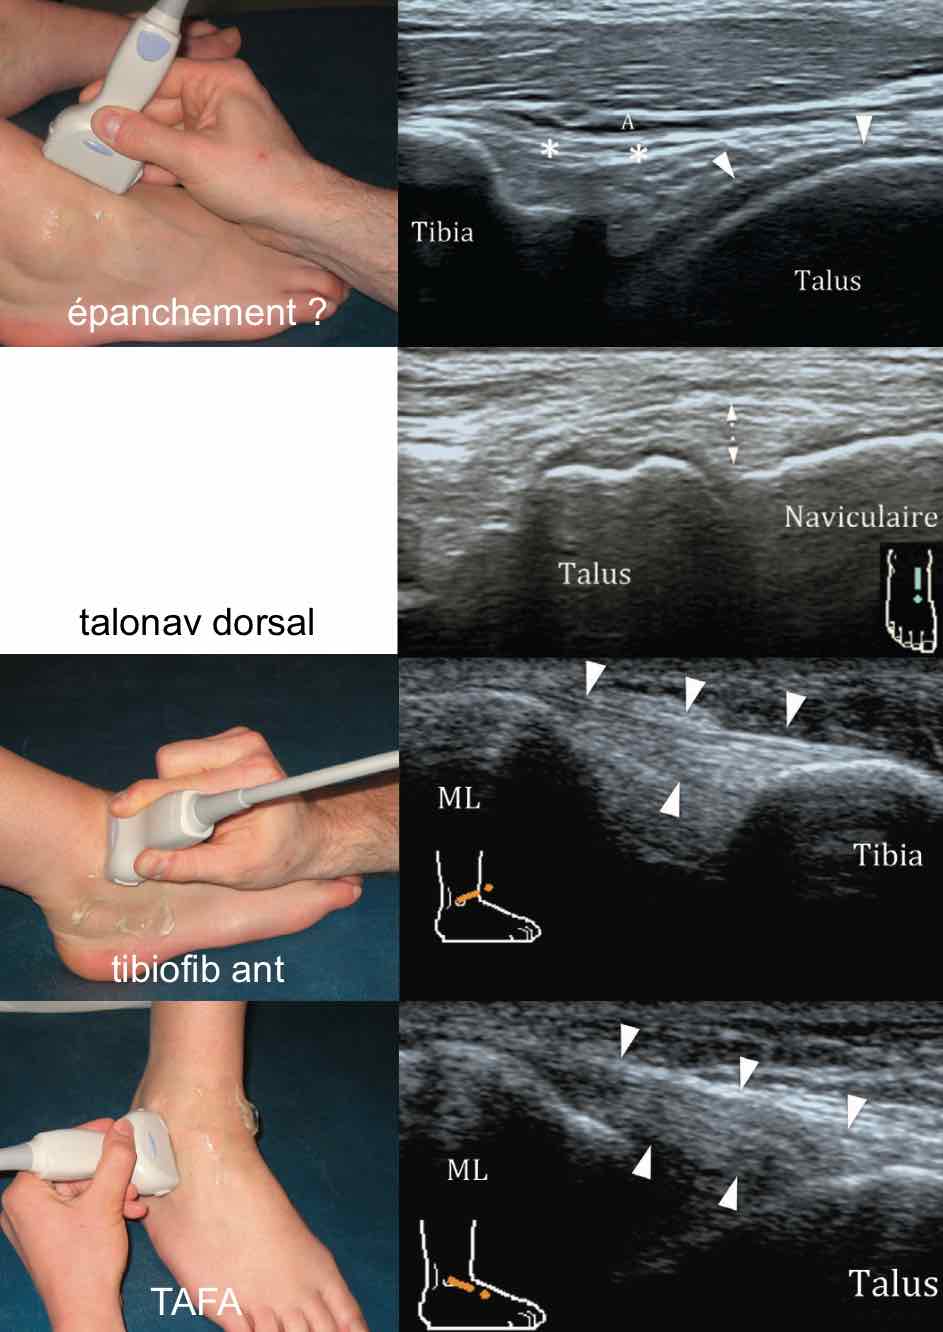 A
* *
Tibia
Talus
épanchement ?
Naviculaire
Talus
talonav dorsal
ML
Tibia
tibiofib ant
ML
Talus
TAFA